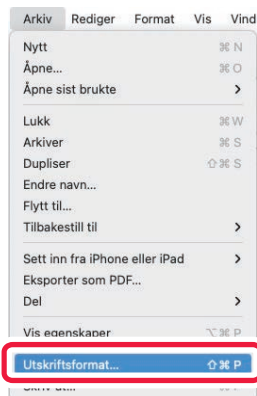 Arkiv Rediger Format Vis Vind
Nytt ⌘ N
Åpne... ⌘ O
Åpne sist brukte >
Lukk ⌘ W
Arkiver ⌘ S
Dupliser ⇧ ⌘ S
Endre navn...
Flytt til...
Tilbakestill til >
Sett inn fra iPhone eller iPad >
Eksporter som PDF...
Del >
Vis egenskaper ⌥ ⌘ P
Utskriftsformat... ⇧ ⌘ P